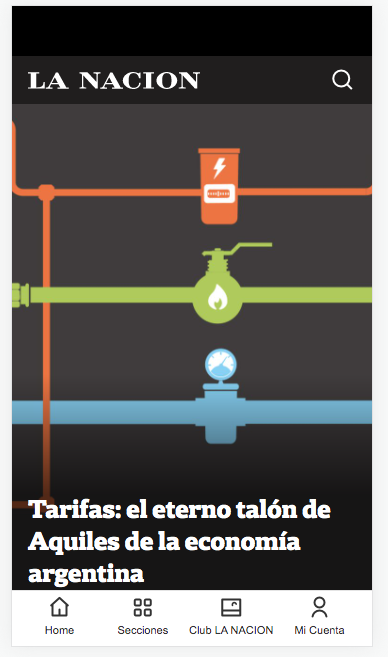 LA NACION
Tarifas: el eterno talón de
Aquiles de la economía
argentina
Home
Secciones
Club LA NACION
Mi Cuenta